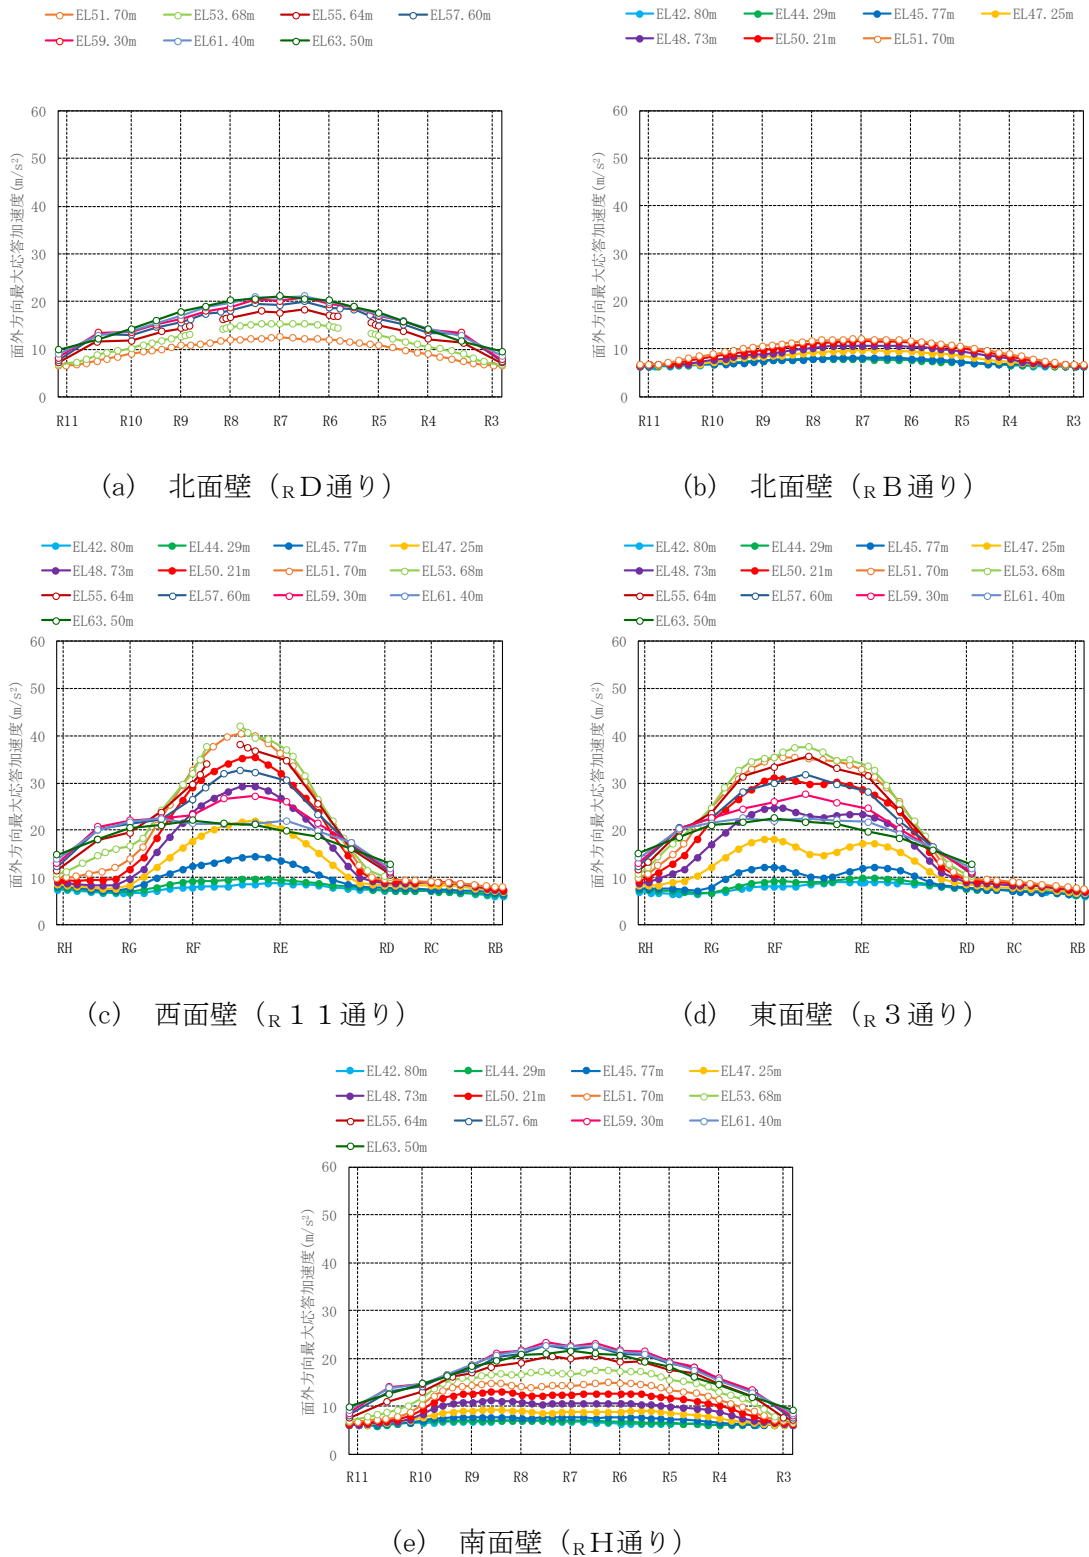 EL51.70m EL53.68m EL55.64m EL57.60m
EL59.30m EL61.40m EL63.50m
面外方向最大応答加速度(m/s²)
60
50
40
30
20
10
0
R11 R10 R9 R8 R7 R6 R5 R4 R3
(a) 北面壁（RD通り）
EL42.80m EL44.29m EL45.77m EL47.25m
EL48.73m EL50.21m EL51.70m
面外方向最大応答加速度(m/s²)
60
50
40
30
20
10
0
R11 R10 R9 R8 R7 R6 R5 R4 R3
(b) 北面壁（RB通り）
EL42.80m EL44.29m EL45.77m EL47.25m
EL48.73m EL50.21m EL51.70m EL53.68m
EL55.64m EL57.60m EL59.30m EL61.40m
EL63.50m
面外方向最大応答加速度(m/s²)
60
50
40
30
20
10
0
RH RG RF RE RD RC RB
(c) 西面壁（R１１通り）
EL42.80m EL44.29m EL45.77m EL47.25m
EL48.73m EL50.21m EL51.70m EL53.68m
EL55.64m EL57.60m EL59.30m EL61.40m
EL63.50m
面外方向最大応答加速度(m/s²)
60
50
40
30
20
10
0
RH RG RF RE RD RC RB
(d) 東面壁（R３通り）
EL42.80m EL44.29m EL45.77m EL47.25m
EL48.73m EL50.21m EL51.70m EL53.68m
EL55.64m EL57.6m EL59.30m EL61.40m
EL63.50m
面外方向最大応答加速度(m/s²)
60
50
40
30
20
10
0
R11 R10 R9 R8 R7 R6 R5 R4 R3
(e) 南面壁（RH通り）